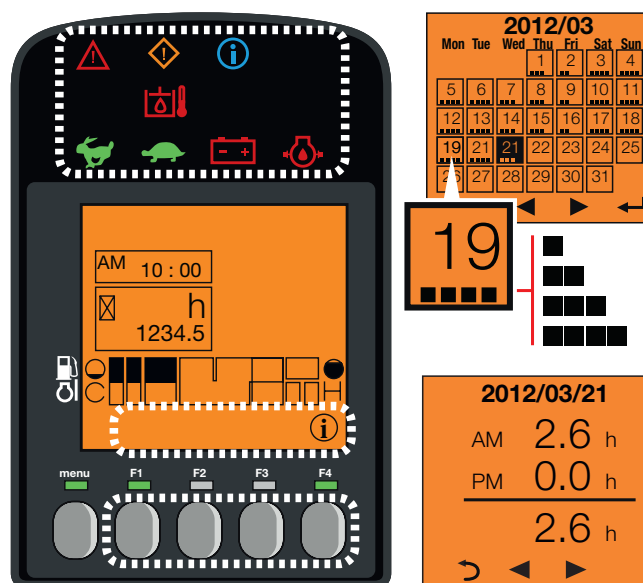 AM 10 : 00
h
1234.5
C H
i
menu F1 F2 F3 F4
2012/03
Mon Tue Wed Thu Fri Sat Sun
1 2 3 4
5 6 7 8 9 10 11
12 13 14 15 16 17 18
19 21 21 22 23 24 25
26 27 28 29 30 31
19
2012/03/21
AM 2.6 h
PM 0.0 h
2.6 h